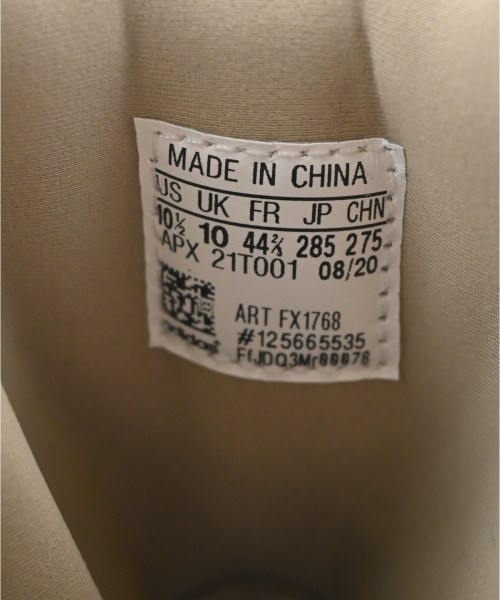 MADE IN CHINA
US UK FR JP CHN
10½ 10 44⅔ 285 275
APX 21T001 08/20
adidas
ART FX1768
#125665535